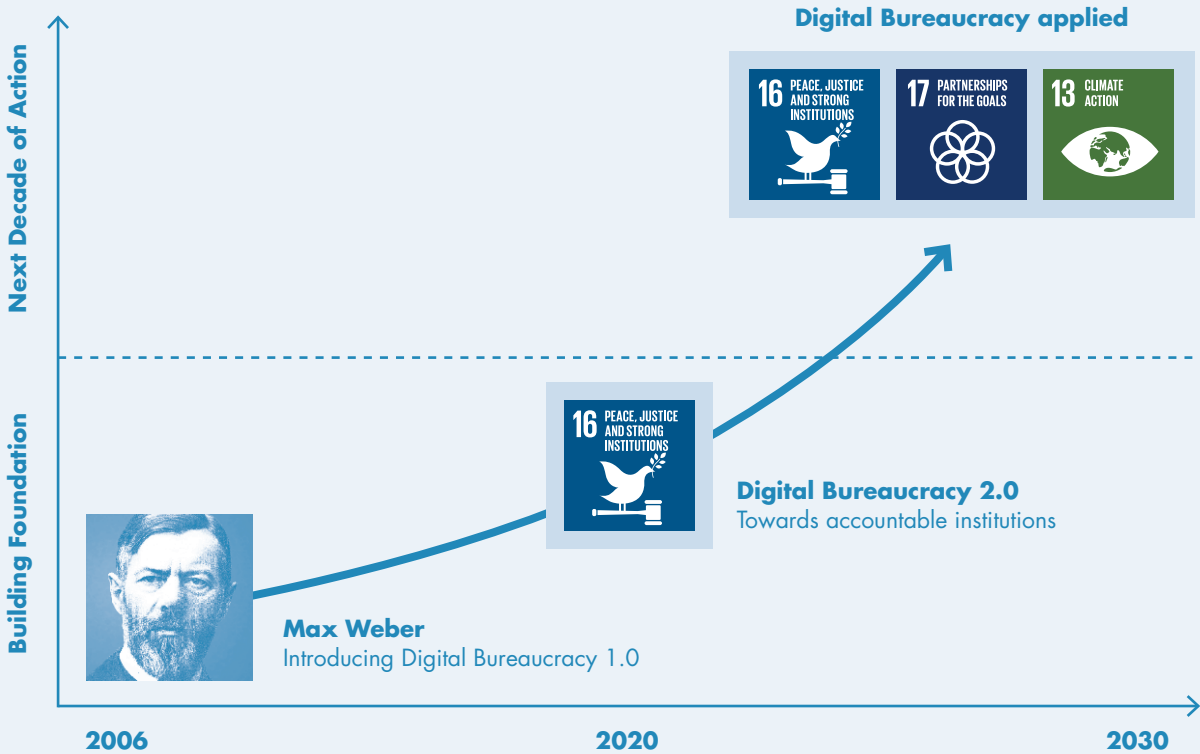 Digital Bureaucracy applied
Next Decade of Action
16 PEACE, JUSTICE
AND STRONG
INSTITUTIONS
17 PARTNERSHIPS
FOR THE GOALS
13 CLIMATE
ACTION
Building Foundation
16 PEACE, JUSTICE
AND STRONG
INSTITUTIONS
Digital Bureaucracy 2.0
Towards accountable institutions
Max Weber
Introducing Digital Bureaucracy 1.0
2006
2020
2030